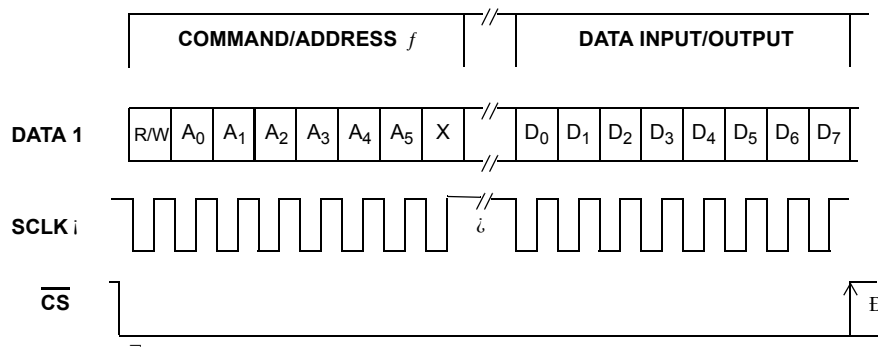 COMMAND/ADDRESS ƒ
DATA INPUT/OUTPUT
DATA 1
R/W A0 A1 A2 A3 A4 A5 X
D0 D1 D2 D3 D4 D5 D6 D7
SCLK ¡
¿
CS